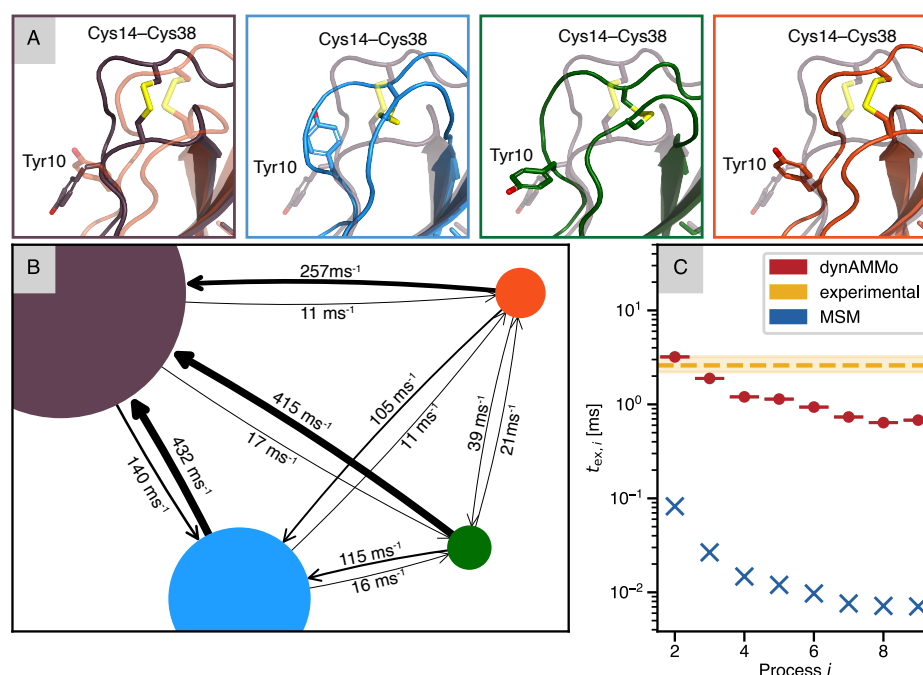 A
Cys14–Cys38
Tyr10
Cys14–Cys38
Tyr10
Cys14–Cys38
Tyr10
Cys14–Cys38
Tyr10
B
257ms⁻¹
11 ms⁻¹
105 ms⁻¹
11 ms⁻¹
415 ms⁻¹
17 ms⁻¹
39 ms⁻¹
21 ms⁻¹
432 ms⁻¹
140 ms⁻¹
115 ms⁻¹
16 ms⁻¹
C
dynAMMo
experimental
MSM
10¹
10⁰
10⁻¹
10⁻²
t_ex,i [ms]
2
4
6
8
Process i